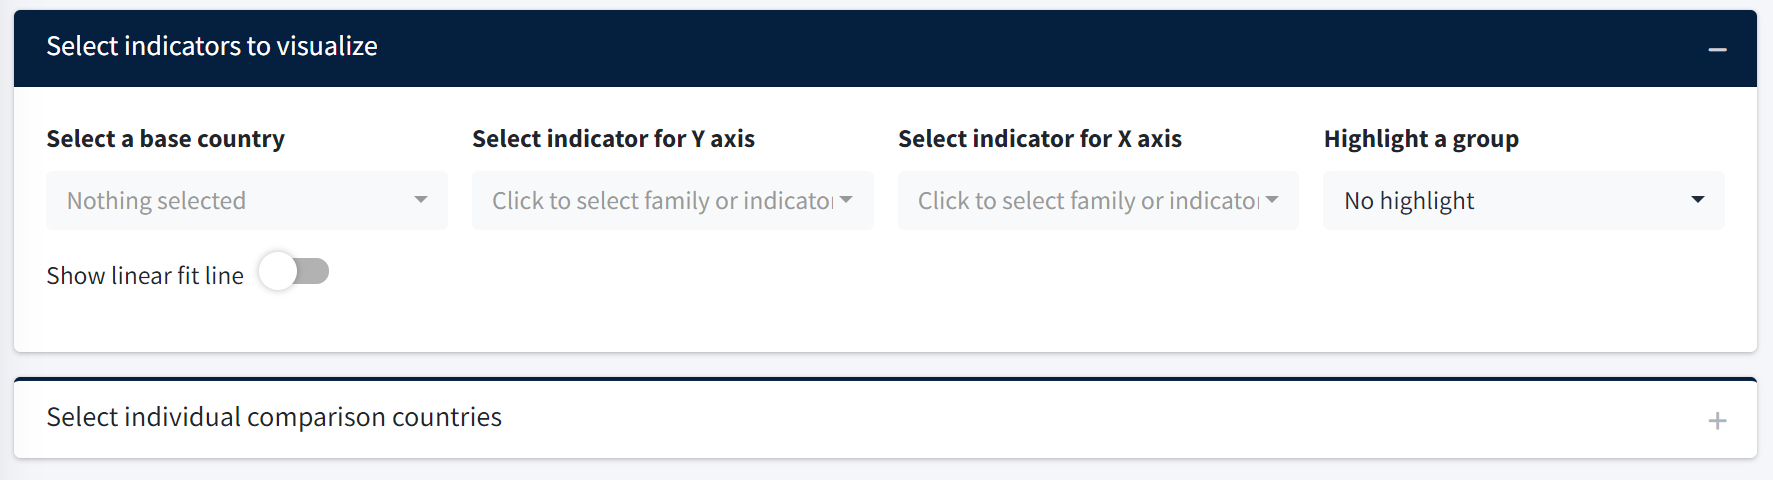 Select indicators to visualize
Select a base country
Select indicator for Y axis
Select indicator for X axis
Highlight a group
Nothing selected
Click to select family or indicator
Click to select family or indicator
No highlight
Show linear fit line
Select individual comparison countries